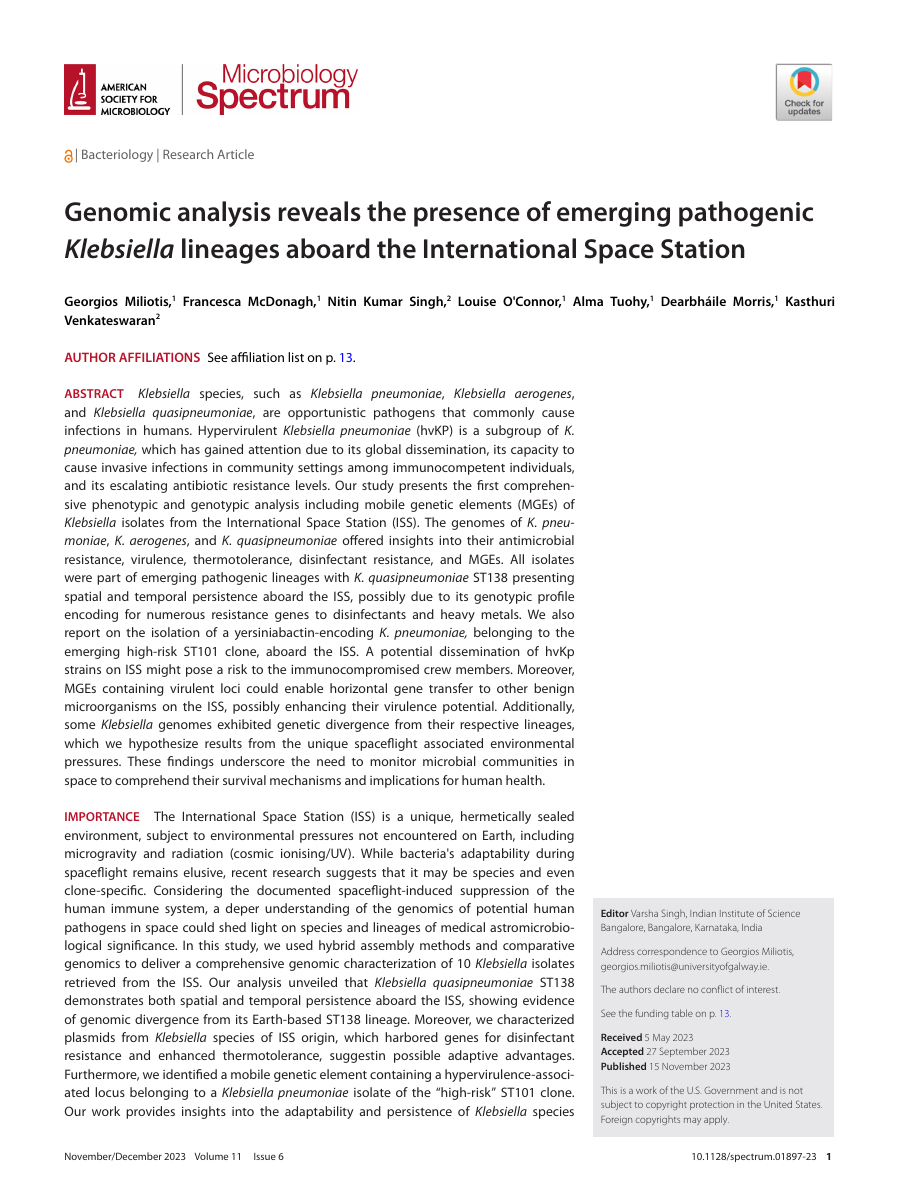 AMERICAN
SOCIETY FOR
MICROBIOLOGY
Microbiology
Spectrum
Check for
updates
| Bacteriology | Research Article
Genomic analysis reveals the presence of emerging pathogenic
Klebsiella lineages aboard the International Space Station
Georgios Miliotis,1 Francesca McDonagh,1 Nitin Kumar Singh,2 Louise O'Connor,1 Alma Tuohy,1 Dearbháile Morris,1 Kasthuri
Venkateswaran2
AUTHOR AFFILIATIONS See affiliation list on p. 13.
ABSTRACT Klebsiella species, such as Klebsiella pneumoniae, Klebsiella aerogenes,
and Klebsiella quasipneumoniae, are opportunistic pathogens that commonly cause
infections in humans. Hypervirulent Klebsiella pneumoniae (hvKP) is a subgroup of K.
pneumoniae, which has gained attention due to its global dissemination, its capacity to
cause invasive infections in community settings among immunocompetent individuals,
and its escalating antibiotic resistance levels. Our study presents the first comprehen-
sive phenotypic and genotypic analysis including mobile genetic elements (MGEs) of
Klebsiella isolates from the International Space Station (ISS). The genomes of K. pneu-
moniae, K. aerogenes, and K. quasipneumoniae offered insights into their antimicrobial
resistance, virulence, thermotolerance, disinfectant resistance, and MGEs. All isolates
were part of emerging pathogenic lineages with K. quasipneumoniae ST138 presenting
spatial and temporal persistence aboard the ISS, possibly due to its genotypic profile
encoding for numerous resistance genes to disinfectants and heavy metals. We also
report on the isolation of a yersiniabactin-encoding K. pneumoniae, belonging to the
emerging high-risk ST101 clone, aboard the ISS. A potential dissemination of hvKp
strains on ISS might pose a risk to the immunocompromised crew members. Moreover,
MGEs containing virulent loci could enable horizontal gene transfer to other benign
microorganisms on the ISS, possibly enhancing their virulence potential. Additionally,
some Klebsiella genomes exhibited genetic divergence from their respective lineages,
which we hypothesize results from the unique spaceflight associated environmental
pressures. These findings underscore the need to monitor microbial communities in
space to comprehend their survival mechanisms and implications for human health.
IMPORTANCE The International Space Station (ISS) is a unique, hermetically sealed
environment, subject to environmental pressures not encountered on Earth, including
microgravity and radiation (cosmic ionising/UV). While bacteria's adaptability during
spaceflight remains elusive, recent research suggests that it may be species and even
clone-specific. Considering the documented spaceflight-induced suppression of the
human immune system, a deper understanding of the genomics of potential human
pathogens in space could shed light on species and lineages of medical astromicrobio-
logical significance. In this study, we used hybrid assembly methods and comparative
genomics to deliver a comprehensive genomic characterization of 10 Klebsiella isolates
retrieved from the ISS. Our analysis unveiled that Klebsiella quasipneumoniae ST138
demonstrates both spatial and temporal persistence aboard the ISS, showing evidence
of genomic divergence from its Earth-based ST138 lineage. Moreover, we characterized
plasmids from Klebsiella species of ISS origin, which harbored genes for disinfectant
resistance and enhanced thermotolerance, suggestin possible adaptive advantages.
Furthermore, we identified a mobile genetic element containing a hypervirulence-associ-
ated locus belonging to a Klebsiella pneumoniae isolate of the “high-risk” ST101 clone.
Our work provides insights into the adaptability and persistence of Klebsiella species
Editor Varsha Singh, Indian Institute of Science
Bangalore, Bangalore, Karnataka, India
Address correspondence to Georgios Miliotis,
georgios.miliotis@universityofgalway.ie.
The authors declare no conflict of interest.
See the funding table on p. 13.
Received 5 May 2023
Accepted 27 September 2023
Published 15 November 2023
This is a work of the U.S. Government and is not
subject to copyright protection in the United States.
Foreign copyrights may apply.
November/December 2023 Volume 11 Issue 6
10.1128/spectrum.01897-23 1